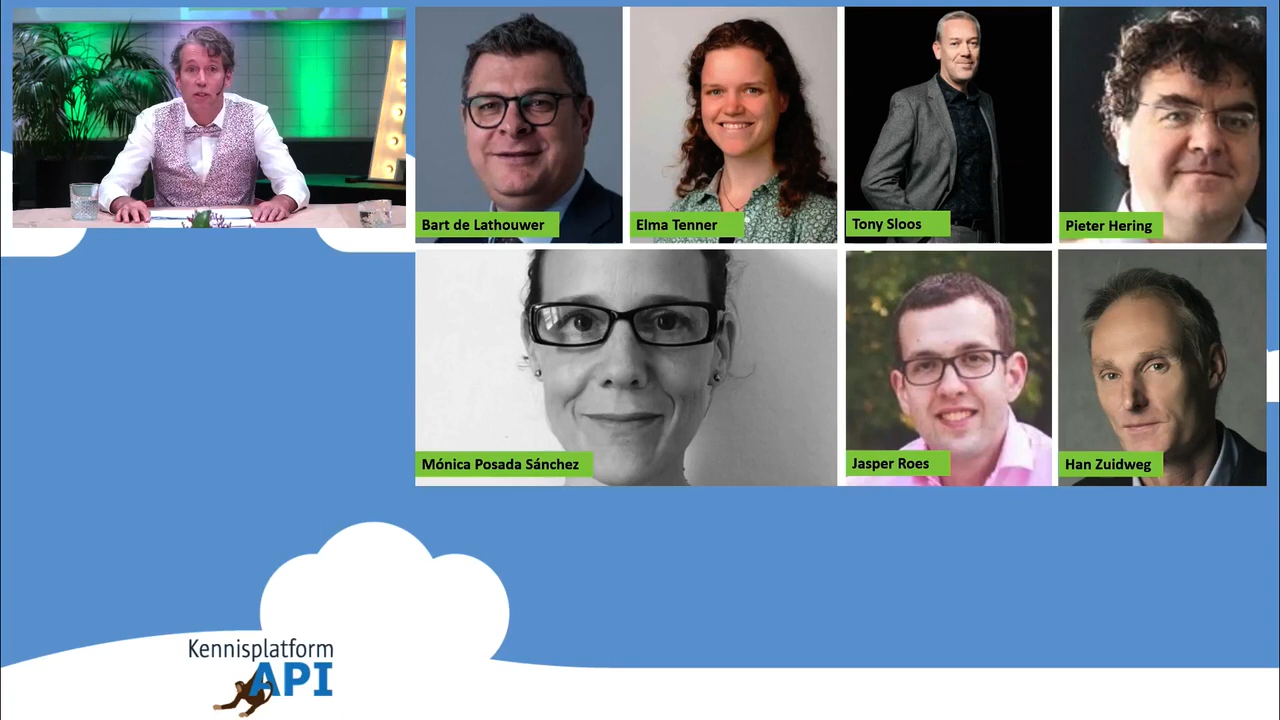 Bart de Lathouwer
Elma Tenner
Tony Sloos
Pieter Hering
Mónica Posada Sánchez
Jasper Roes
Han Zuidweg
Kennisplatform
API